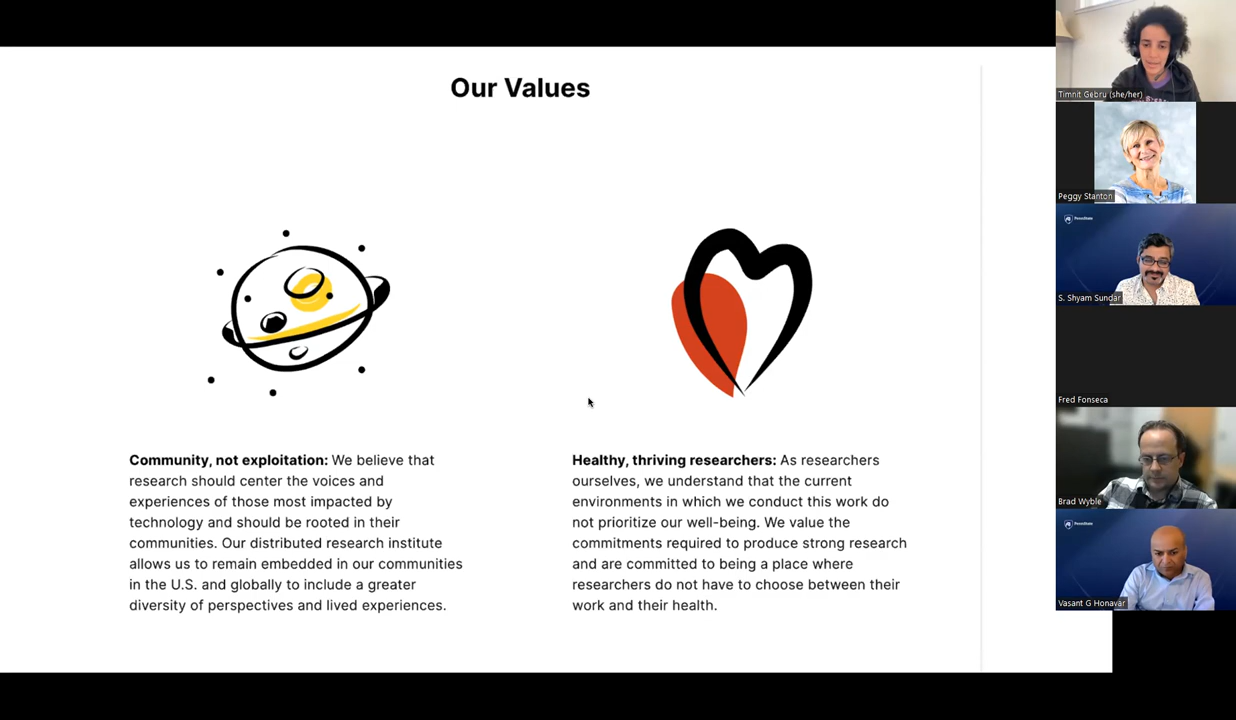 Our Values
Community, not exploitation: We believe that
research should center the voices and
experiences of those most impacted by
technology and should be rooted in their
communities. Our distributed research institute
allows us to remain embedded in our communities
in the U.S. and globally to include a greater
diversity of perspectives and lived experiences.
Healthy, thriving researchers: As researchers
ourselves, we understand that the current
environments in which we conduct this work do
not prioritize our well-being. We value the
commitments required to produce strong research
and are committed to being a place where
researchers do not have to choose between their
work and their health.
Timnit Gebru (she/her)
Peggy Stanton
PennState
S. Shyam Sundar
Fred Fonseca
Brad Wyble
PennState
Vasant G Honavar